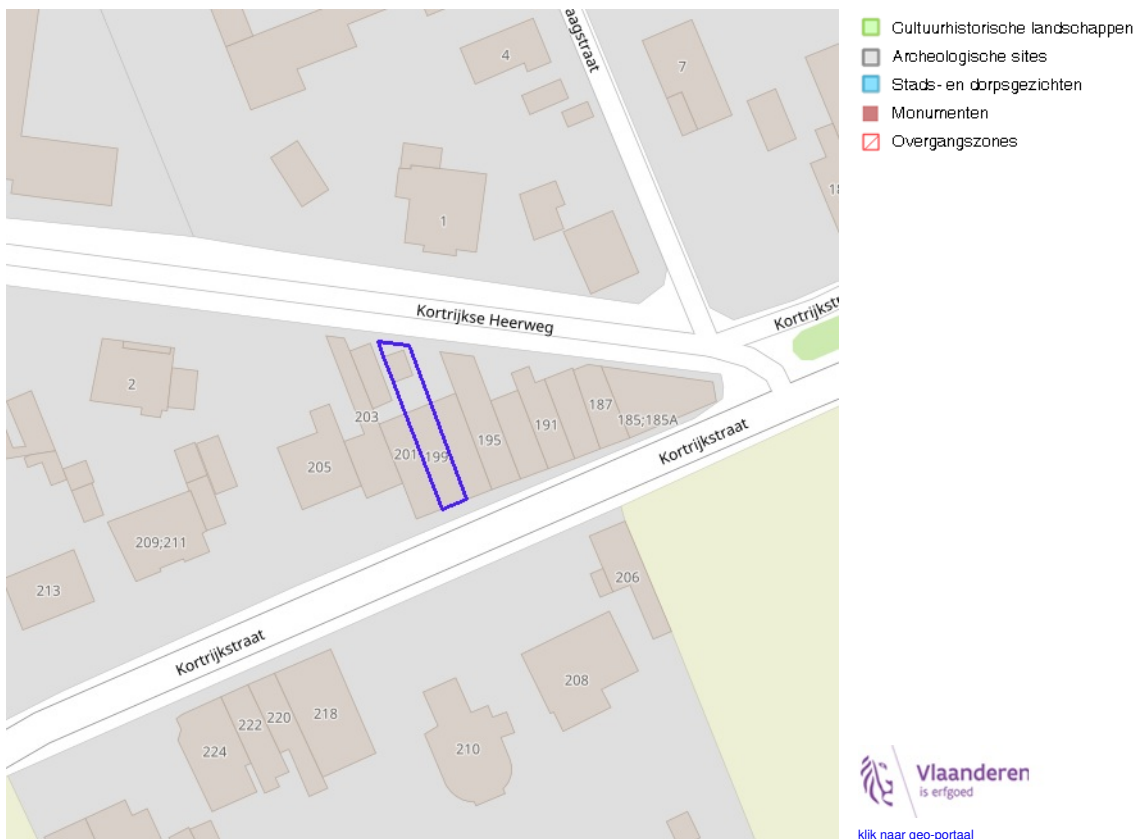 aagstraat
4
7
1
Kortrijkse Heerweg
Kortrijkst
2
203
187
185;185A
191
195
201
199
205
Kortrijkstraat
209;211
213
206
Kortrijkstraat
208
218
220
222
224
210
Cultuurhistorische landschappen
Archeologische sites
Stads- en dorpsgezichten
Monumenten
Overgangszones
Vlaanderen
is erfgoed
klik naar geo-portaal